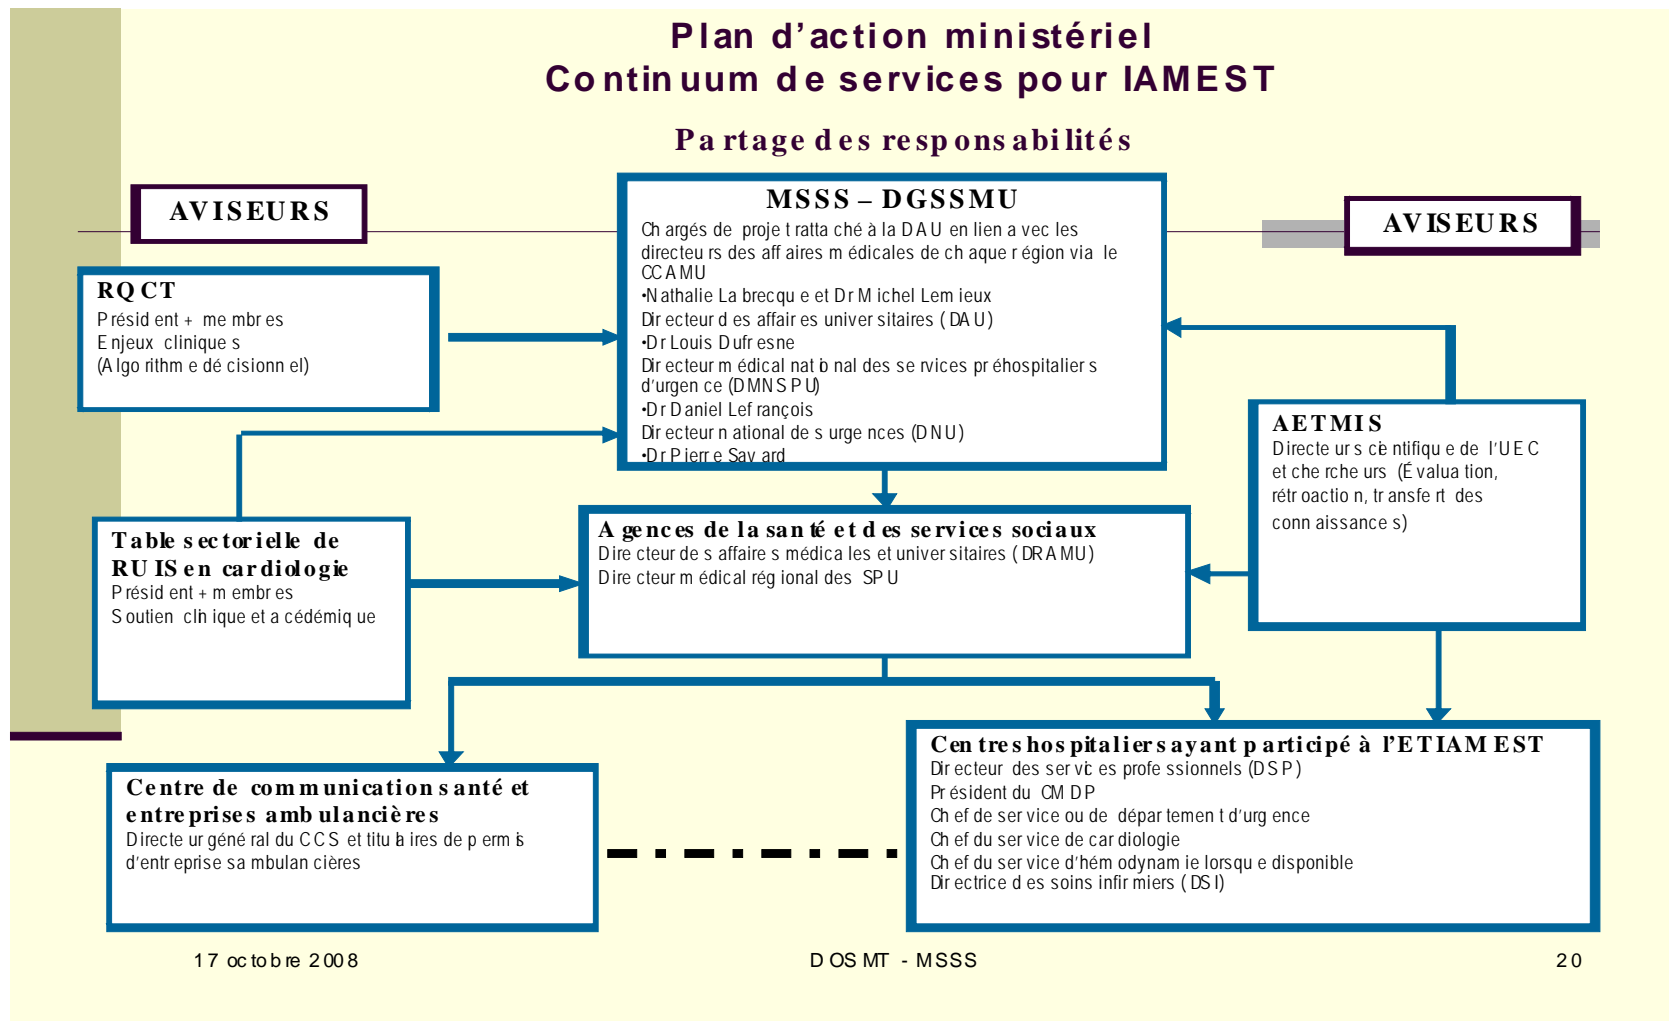 Plan d’action ministériel
Continuum de services pour IAMEST
Partage des responsabilités
AVISEURS
MSSS – DGSSMU
Chargés de projet rattaché à la DAU en lien avec les
directeurs des affaires médicales de chaque région via le
CCAMU
•Nathalie Labrecque et Dr Michel Lemieux
Directeur des affaires universitaires (DAU)
•Dr Louis Dufresne
Directeur médical national des services préhospitaliers
d’urgence (DMNSPU)
•Dr Daniel Lefrançois
Directeur national des urgences (DNU)
•Dr Pierre Savard
AVISEURS
RQCT
Président + membres
Enjeux cliniques
(Algorithme décisionnel)
AETMIS
Directeur scientifique de l’UEC
et chercheurs (Évaluation,
rétroaction, transfert des
connaissances)
Table sectorielle de
RUIS en cardiologie
Président + membres
Soutien clinique et acédémique
Agences de la santé et des services sociaux
Directeur des affaires médicales et universitaires (DRAMU)
Directeur médical régional des SPU
Centre de communication santé et
entreprises ambulancières
Directeur général du CCS et titulaires de permis
d’entreprises ambulancières
Centres hospitaliers ayant participé à l’ETIAMEST
Directeur des services professionnels (DSP)
Président du CMDP
Chef de service ou de département d’urgence
Chef du service de cardiologie
Chef du service d’hémodynamie lorsque disponible
Directrice des soins infirmiers (DSI)
17 octobre 2008
DOSMT - MSSS
20